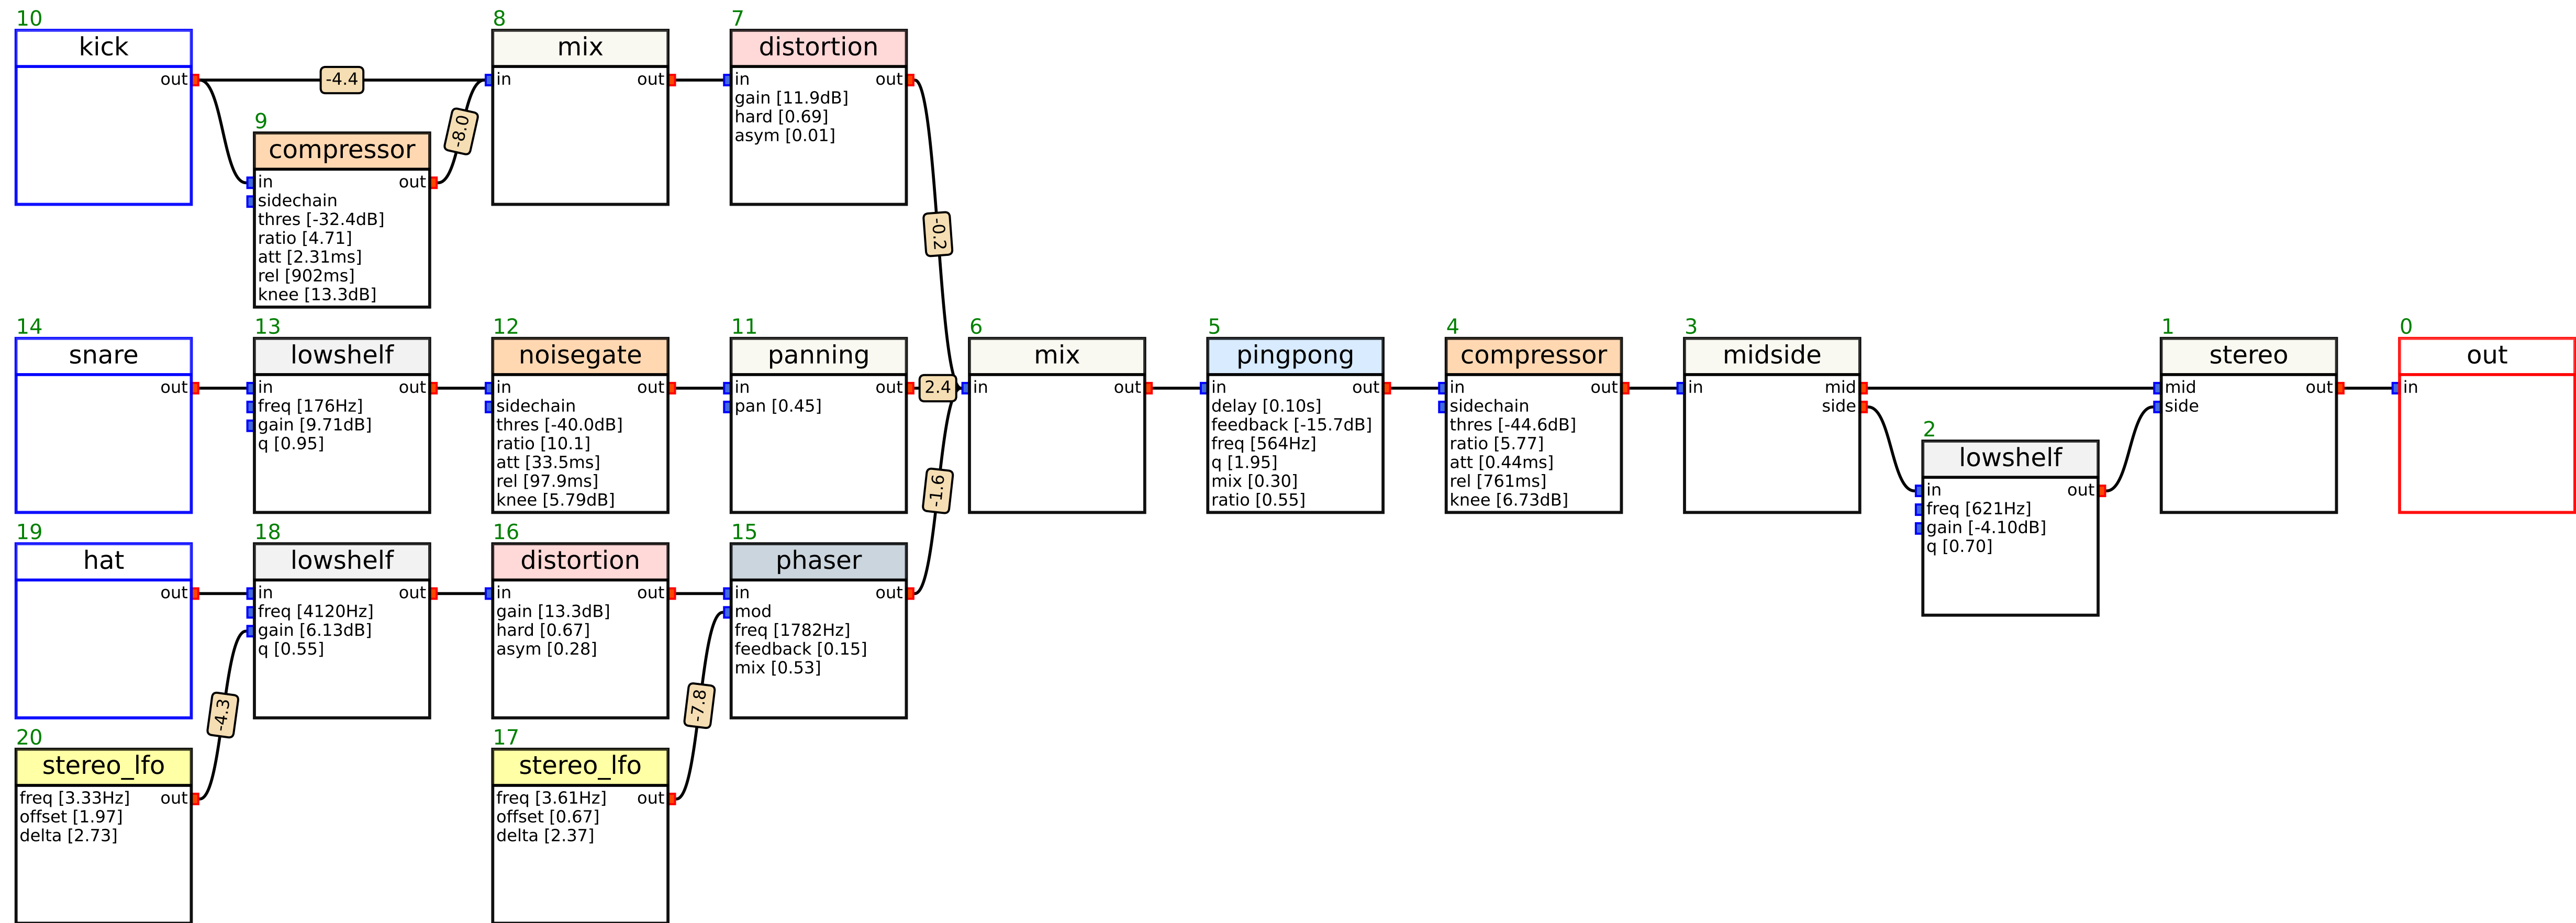 10
kick
out
-4.4
9
compressor
in out
sidechain
thres [-32.4dB]
ratio [4.71]
att [2.31ms]
rel [902ms]
knee [13.3dB]
-8.0
8
mix
in out
7
distortion
in out
gain [11.9dB]
hard [0.69]
asym [0.01]
-0.2
14
snare
out
13
lowshelf
in out
freq [176Hz]
gain [9.71dB]
q [0.95]
12
noisegate
in out
sidechain
thres [-40.0dB]
ratio [10.1]
att [33.5ms]
rel [97.9ms]
knee [5.79dB]
11
panning
in out
pan [0.45]
2.4
6
mix
in out
5
pingpong
in out
delay [0.10s]
feedback [-15.7dB]
freq [564Hz]
q [1.95]
mix [0.30]
ratio [0.55]
4
compressor
in out
sidechain
thres [-44.6dB]
ratio [5.77]
att [0.44ms]
rel [761ms]
knee [6.73dB]
3
midside
in mid
side
2
lowshelf
in out
freq [621Hz]
gain [-4.10dB]
q [0.70]
1
stereo
mid out
side
0
out
in
19
hat
out
18
lowshelf
in out
freq [4120Hz]
gain [6.13dB]
q [0.55]
16
distortion
in out
gain [13.3dB]
hard [0.67]
asym [0.28]
15
phaser
in out
mod
freq [1782Hz]
feedback [0.15]
mix [0.53]
-1.6
-4.3
-7.8
20
stereo_lfo
freq [3.33Hz] out
offset [1.97]
delta [2.73]
17
stereo_lfo
freq [3.61Hz] out
offset [0.67]
delta [2.37]